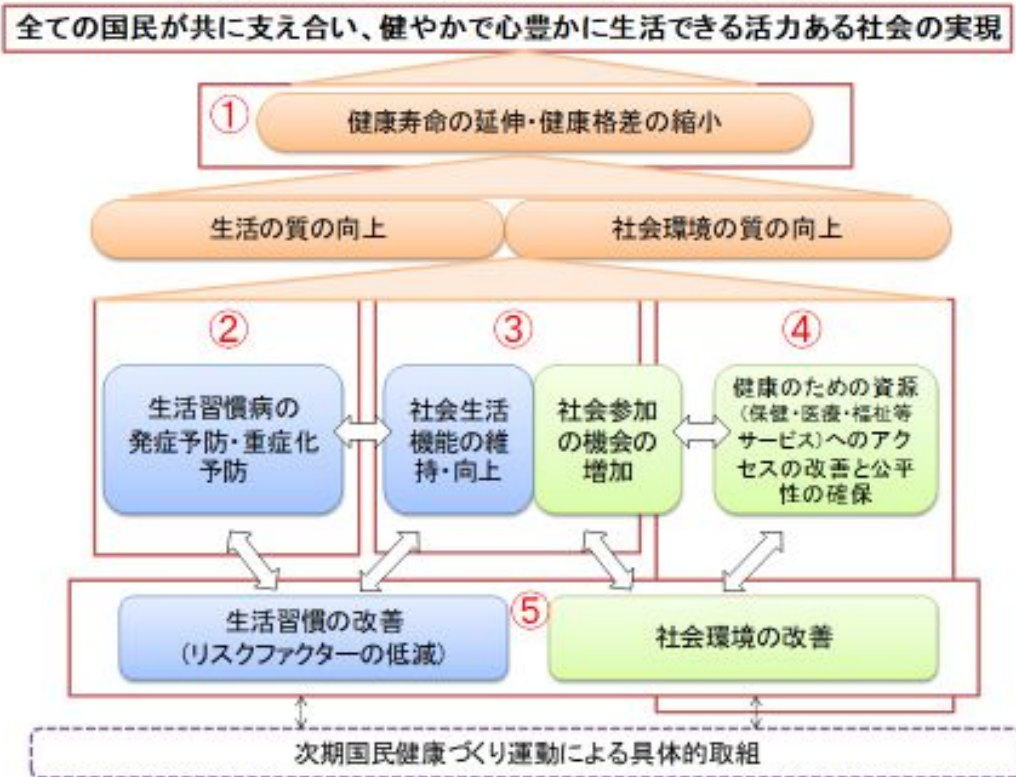 全ての国民が共に支え合い、健やかで心豊かに生活できる活力ある社会の実現
①
健康寿命の延伸・健康格差の縮小
生活の質の向上
社会環境の質の向上
②
生活習慣病の
発症予防・重症化
予防
③
社会生活
機能の維
持・向上
社会参加
の機会の
増加
④
健康のための資源
(保健・医療・福祉等
サービス)へのアク
セスの改善と公平
性の確保
⑤
生活習慣の改善
(リスクファクターの低減)
社会環境の改善
次期国民健康づくり運動による具体的取組